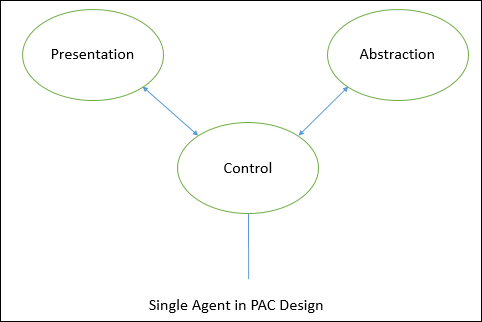 Presentation
Abstraction
Control
Single Agent in PAC Design